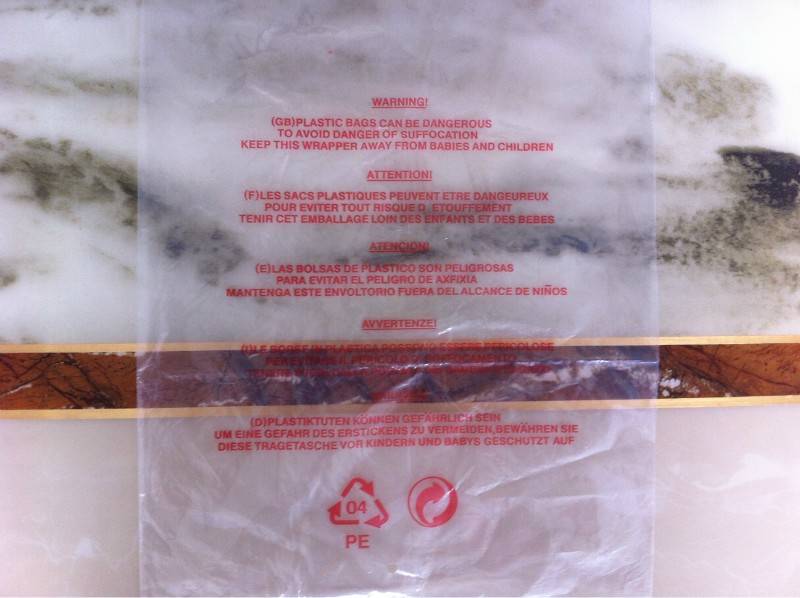 WARNING!
(GB)PLASTIC BAGS CAN BE DANGEROUS
TO AVOID DANGER OF SUFFOCATION
KEEP THIS WRAPPER AWAY FROM BABIES AND CHILDREN
ATTENTION!
(F)LES SACS PLASTIQUES PEUVENT ETRE DANGEUREUX
POUR EVITER TOUT RISQUE D ETOUFFEMENT
TENIR CET EMBALLAGE LOIN DES ENFANTS ET DES BEBES
ATENCION!
(E)LAS BOLSAS DE PLASTICO SON PELIGROSAS
PARA EVITAR EL PELIGRO DE AXFIXIA
MANTENGA ESTE ENVOLTORIO FUERA DEL ALCANCE DE NIÑOS
AVVERTENZE!
PERICOLOSE
(D)PLASTIKTUTEN KÖNNEN GEFAHRLICH SEIN
UM EINE GEFAHR DES ERSTICKENS ZU VERMEIDEN,BEWÄHREN SIE
DIESE TRAGETASCHE VOR KINDERN UND BABYS GESCHUTZT AUF
04
PE